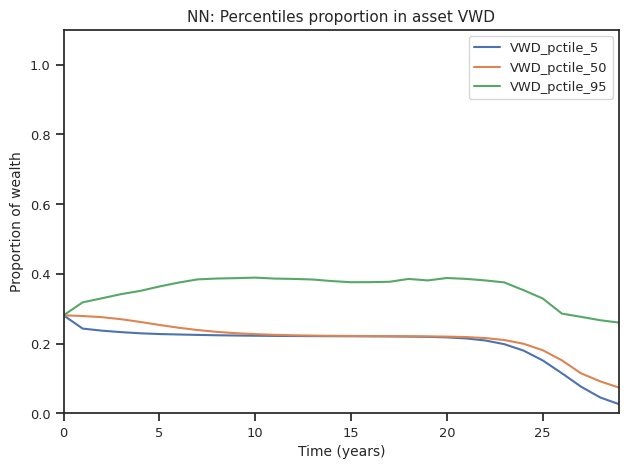 NN: Percentiles proportion in asset VWD
VWD_pctile_5
VWD_pctile_50
VWD_pctile_95
Proportion of wealth
1.0
0.8
0.6
0.4
0.2
0.0
0 5 10 15 20 25
Time (years)